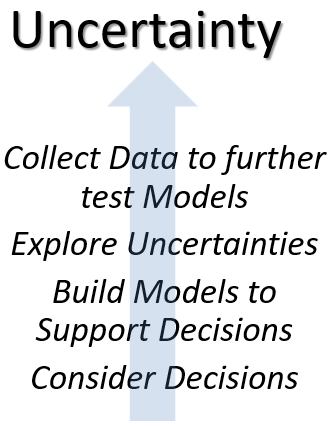 Uncertainty
Collect Data to further
test Models
Explore Uncertainties
Build Models to
Support Decisions
Consider Decisions